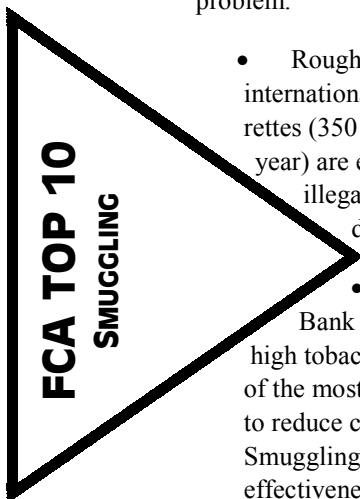 problem.
• Rough
internation
rettes (350
year) are e
illega
d
•
Bank
high tobac
of the most
to reduce c
Smuggling
effectivene
FCA TOP 10
SMUGGLING